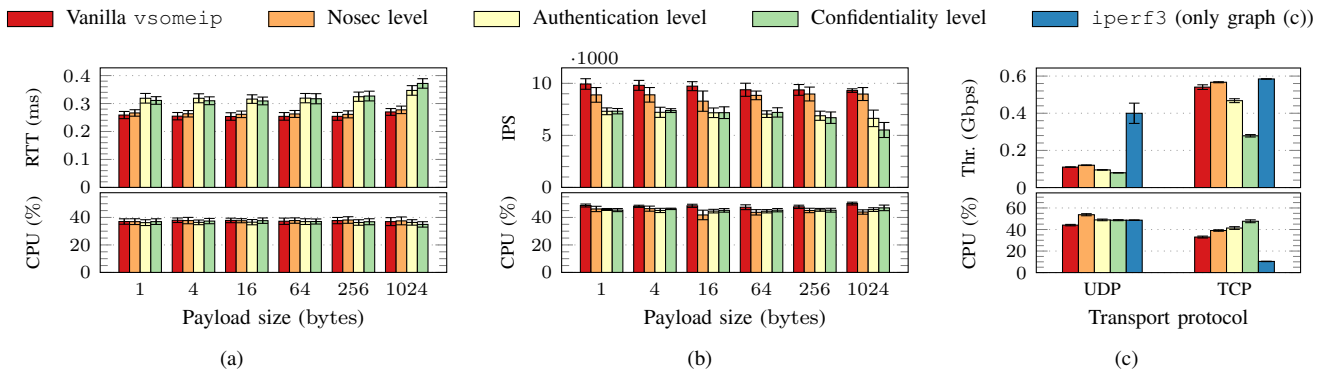 Vanilla vsomeip Nosec level Authentication level Confidentiality level iperf3 (only graph (c))
RTT (ms)
0.4
0.3
0.2
0.1
0
CPU (%)
40
20
0
1 4 16 64 256 1024
Payload size (bytes)
(a)
·1000
IPS
10
5
0
CPU (%)
40
20
0
1 4 16 64 256 1024
Payload size (bytes)
(b)
Thr. (Gbps)
0.6
0.4
0.2
0
CPU (%)
60
40
20
0
UDP TCP
Transport protocol
(c)